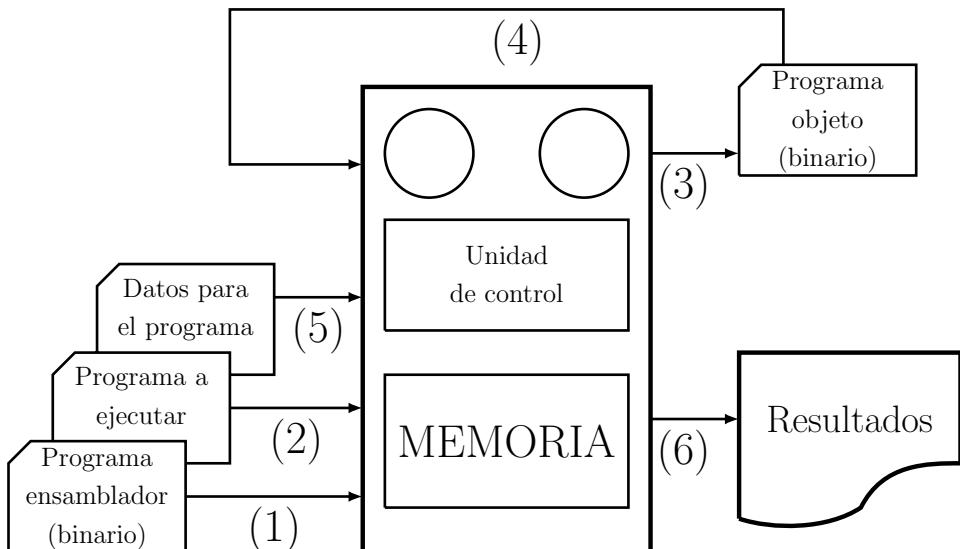 (4)
Programa
objeto
(binario)
(3)
Unidad
de control
Datos para
el programa
(5)
Programa a
ejecutar
(2)
MEMORIA
(6)
Resultados
Programa
ensamblador
(binario)
(1)